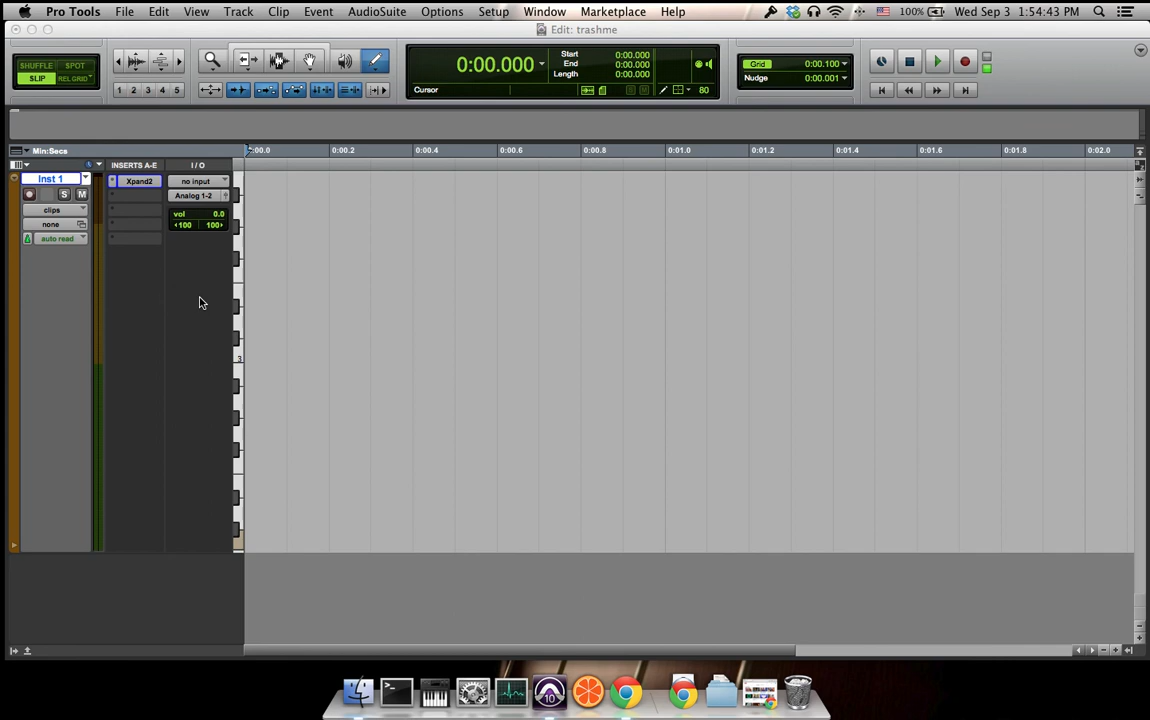 Pro Tools File Edit View Track Clip Event AudioSuite Options Setup Window Marketplace Help 100% Wed Sep 3 1:54:43 PM
Edit: trashme
SHUFFLE SPOT
SLIP REL GRID
1 2 3 4 5
0:00.000
Start 0:00.000
End 0:00.000
Length 0:00.000
Cursor
80
Grid 0:00.100
Nudge 0:00.001
Min:Secs 0:00.0 0:00.2 0:00.4 0:00.6 0:00.8 0:01.0 0:01.2 0:01.4 0:01.6 0:01.8 0:02.0
INSERTS A-E I / O
Inst 1 Xpand2 no input
S M Analog 1-2
clips vol 0.0
none 100 100
auto read
3
10